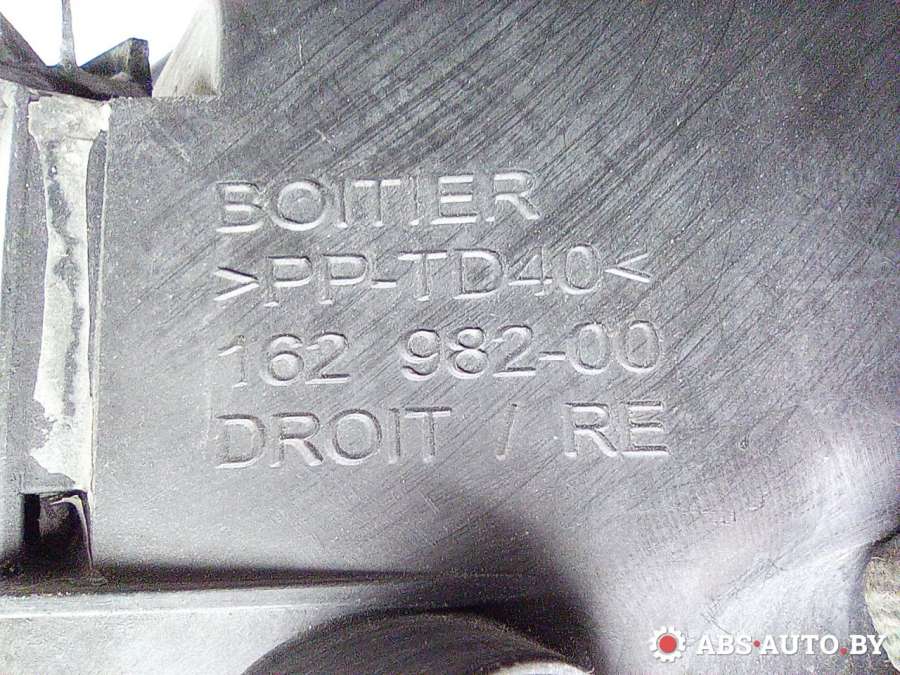 BOITIER
>PP-TD40<
162 982-00
DROIT / RE
ABS•AUTO.BY